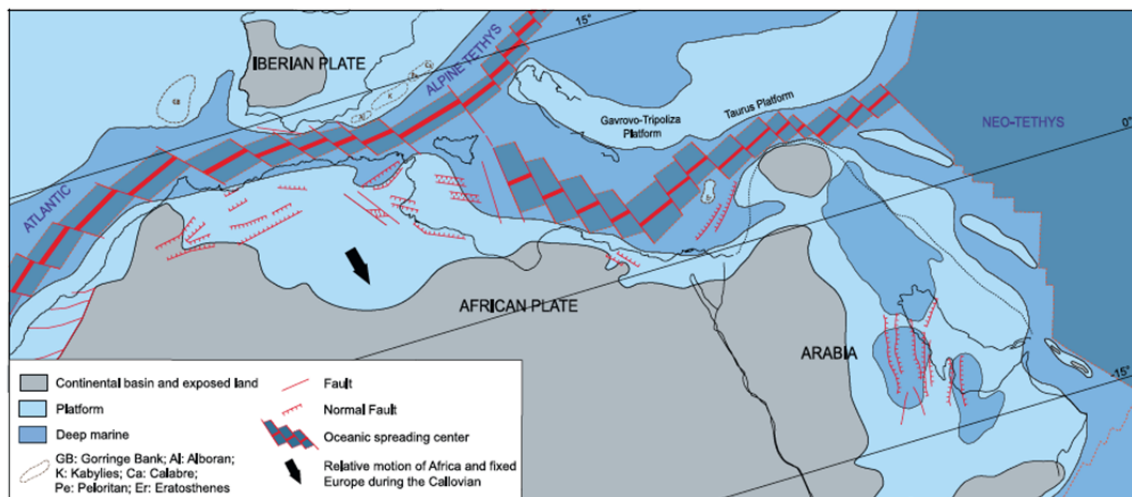 15°
IBERIAN PLATE
ALPINE TETHYS
GB
K
Al
Gavrovo-Tripoliza
Platform
Taurus Platform
NEO-TETHYS
0°
ATLANTIC
Er
AFRICAN PLATE
ARABIA
-15°
Continental basin and exposed land
Platform
Deep marine
GB: Gorringe Bank; Al: Alboran;
K: Kabylies; Ca: Calabre;
Pe: Peloritan; Er: Eratosthenes
Fault
Normal Fault
Oceanic spreading center
Relative motion of Africa and fixed
Europe during the Callovian